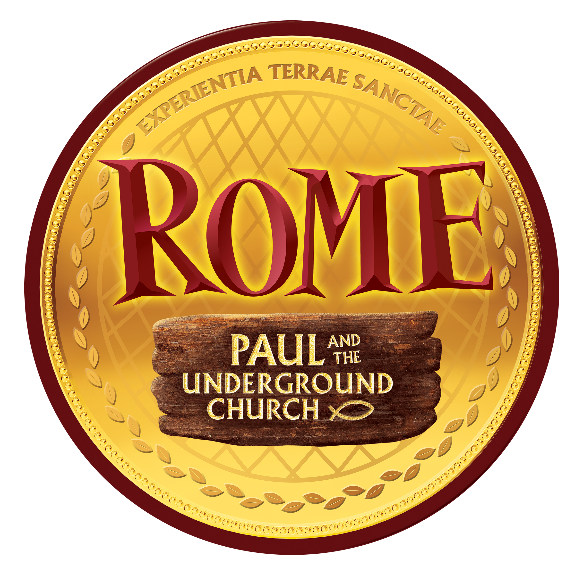 EXPERIENTIA TERRAE SANCTAE
ROME
PAUL AND THE
UNDERGROUND
CHURCH